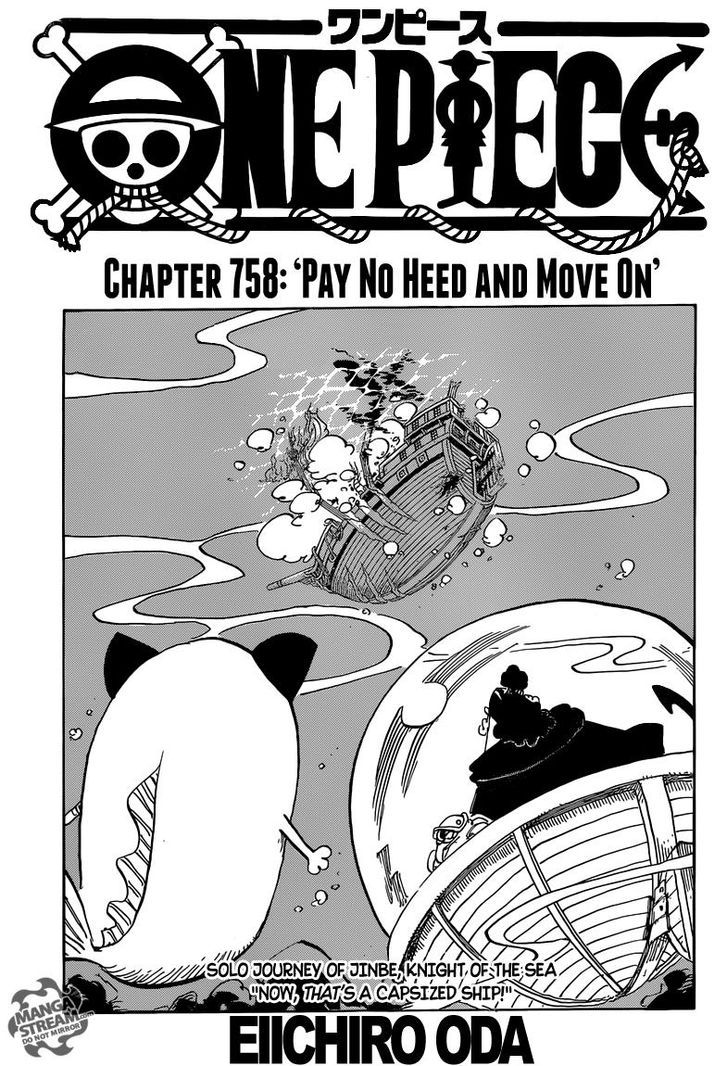 ワンピース
ONE PIECE
CHAPTER 758: 'PAY NO HEED AND MOVE ON'
SOLO JOURNEY OF JINBE, KNIGHT OF THE SEA
"NOW, THAT'S A CAPSIZED SHIP!"
MANGA
STREAM.com
DO NOT MIRROR
EIICHIRO ODA